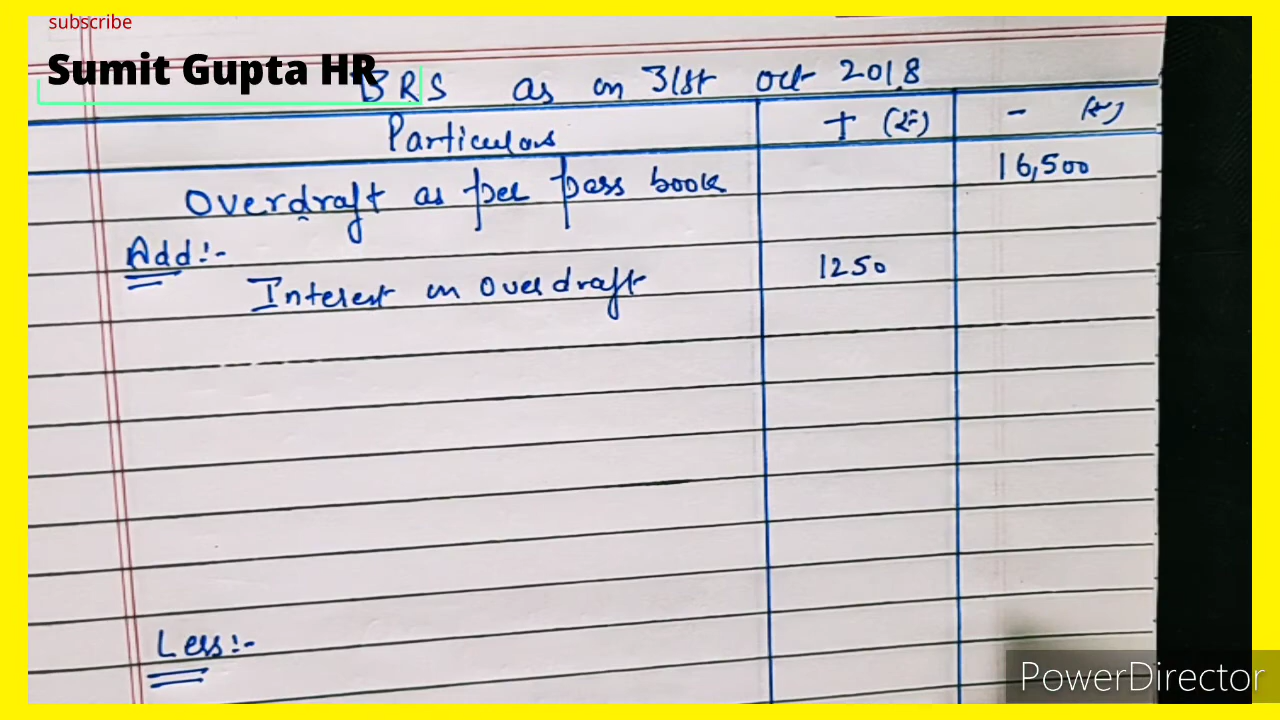 subscribe
Sumit Gupta HR
BRS as on 31st oct 2018
Particulars + (रु) - (रु)
Overdraft as per pass book 16,500
Add:-
Interest on overdraft 1250
Less:-
PowerDirector